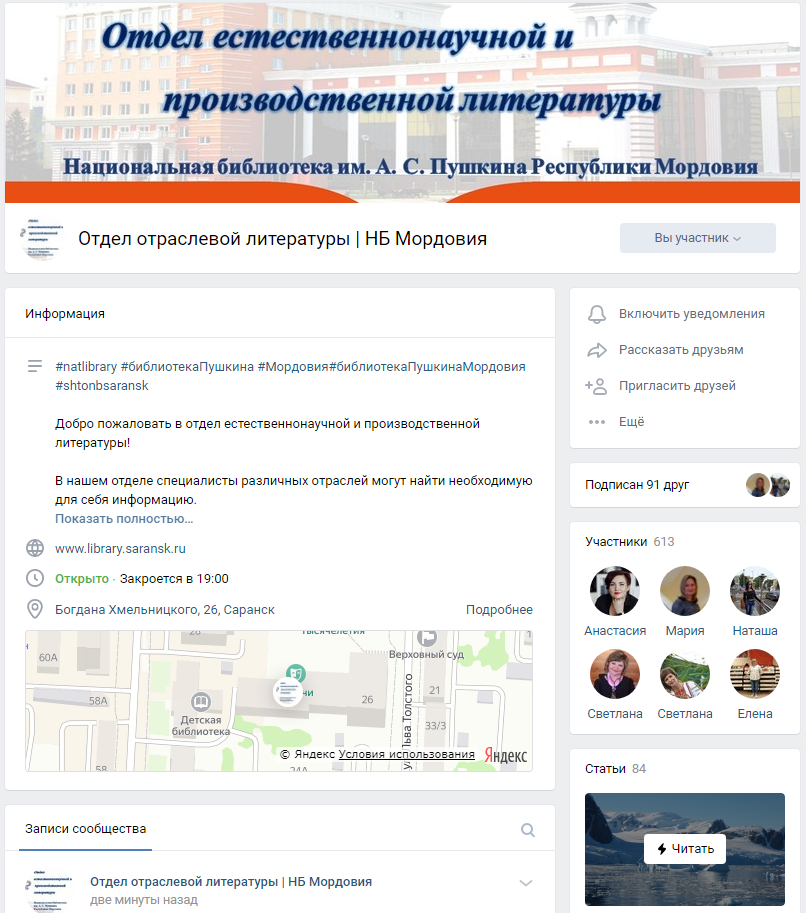 Отдел естественнонаучной и
производственной литературы
Национальная библиотека им. А. С. Пушкина Республики Мордовия
Отдел отраслевой литературы | НБ Мордовия
Вы участник
Информация
#natlibrary #библиотекаПушкина #Мордовия#библиотекаПушкинаМордовия
#shtonbsaransk
Добро пожаловать в отдел естественнонаучной и производственной
литературы!
В нашем отделе специалисты различных отраслей могут найти необходимую
для себя информацию.
Показать полностью…
www.library.saransk.ru
Открыто · Закроется в 19:00
Богдана Хмельницкого, 26, Саранск
Подробнее
28
тысячелетия
Верховный суд
60А
58А
Детская
библиотека
26
21
33/3
ул. Льва Толстого
58
24А
© Яндекс Условия использования
Яндекс
Записи сообщества
Отдел отраслевой литературы | НБ Мордовия
две минуты назад
Включить уведомления
Рассказать друзьям
Пригласить друзей
Ещё
Подписан 91 друг
Участники 613
Анастасия
Мария
Наташа
Светлана
Светлана
Елена
Статьи 84
Читать